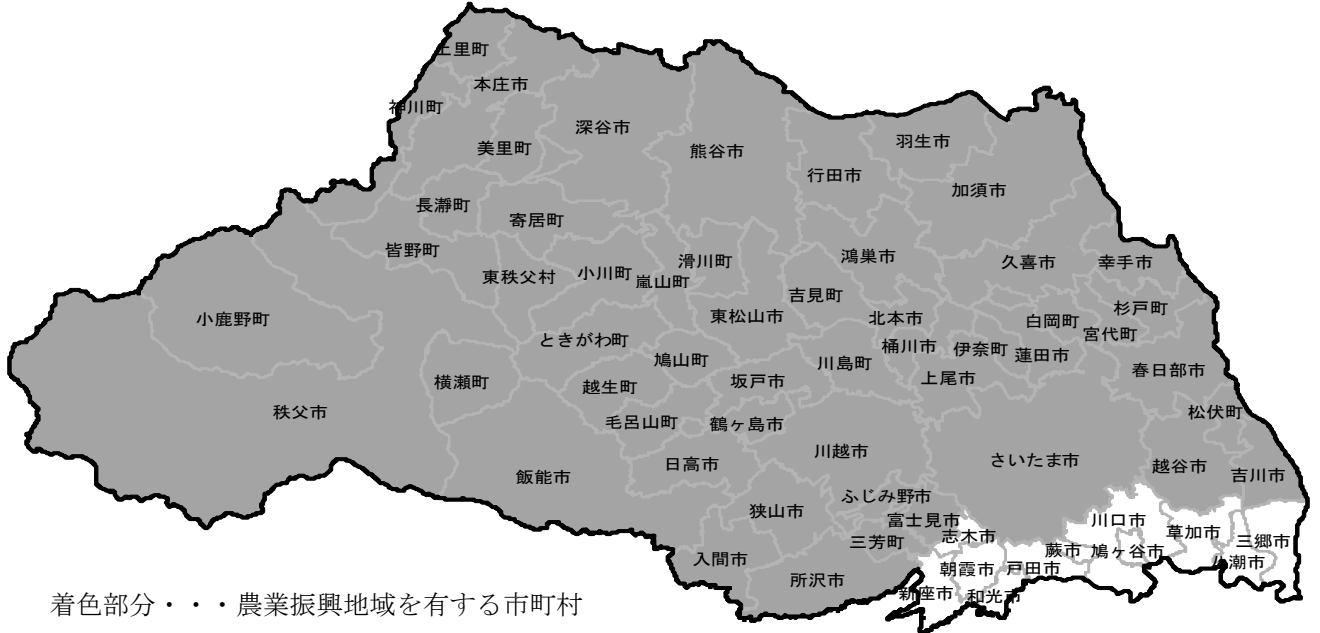 上里町
本庄市
神川町
深谷市
美里町
熊谷市
羽生市
行田市
加須市
長瀞町
寄居町
皆野町
鴻巣市
滑川町
久喜市
幸手市
東秩父村
小川町
嵐山町
吉見町
杉戸町
小鹿野町
東松山市
北本市
白岡町
宮代町
ときがわ町
桶川市
伊奈町
蓮田市
鳩山町
川島町
春日部市
横瀬町
越生町
坂戸市
上尾市
秩父市
松伏町
毛呂山町
鶴ヶ島市
川越市
さいたま市
越谷市
日高市
飯能市
吉川市
ふじみ野市
狭山市
富士見市
川口市
志木市
草加市
三芳町
三郷市
蕨市
鳩ヶ谷市
入間市
八潮市
朝霞市
戸田市
所沢市
新座市
和光市
着色部分・・・農業振興地域を有する市町村